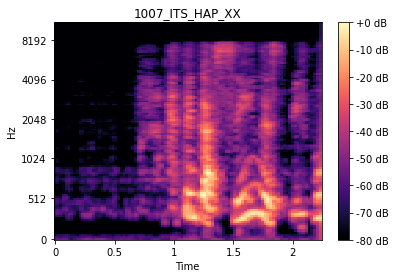 1007_ITS_HAP_XX
+0 dB
8192
-10 dB
4096
-20 dB
-30 dB
2048
Hz
-40 dB
1024
-50 dB
512
-60 dB
-70 dB
0
-80 dB
0 0.5 1 1.5 2
Time